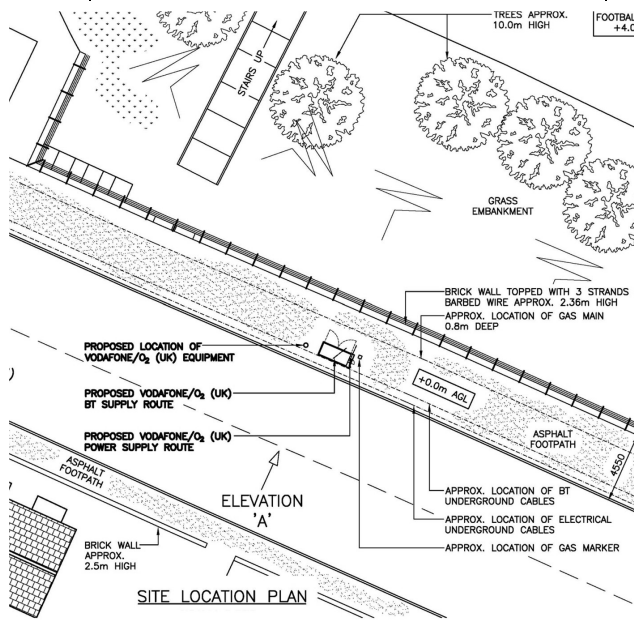 TREES APPROX.
10.0m HIGH
FOOTBAL
+4.0
STAIRS UP
GRASS
EMBANKMENT
BRICK WALL TOPPED WITH 3 STRANDS
BARBED WIRE APPROX. 2.36m HIGH
APPROX. LOCATION OF GAS MAIN
0.8m DEEP
PROPOSED LOCATION OF
VODAFONE/O₂ (UK) EQUIPMENT
PROPOSED VODAFONE/O₂ (UK)
BT SUPPLY ROUTE
PROPOSED VODAFONE/O₂ (UK)
POWER SUPPLY ROUTE
+0.0m AGL
ASPHALT
FOOTPATH
4550
ASPHALT
FOOTPATH
ELEVATION
'A'
APPROX. LOCATION OF BT
UNDERGROUND CABLES
APPROX. LOCATION OF ELECTRICAL
UNDERGROUND CABLES
APPROX. LOCATION OF GAS MARKER
BRICK WALL
APPROX.
2.5m HIGH
SITE LOCATION PLAN